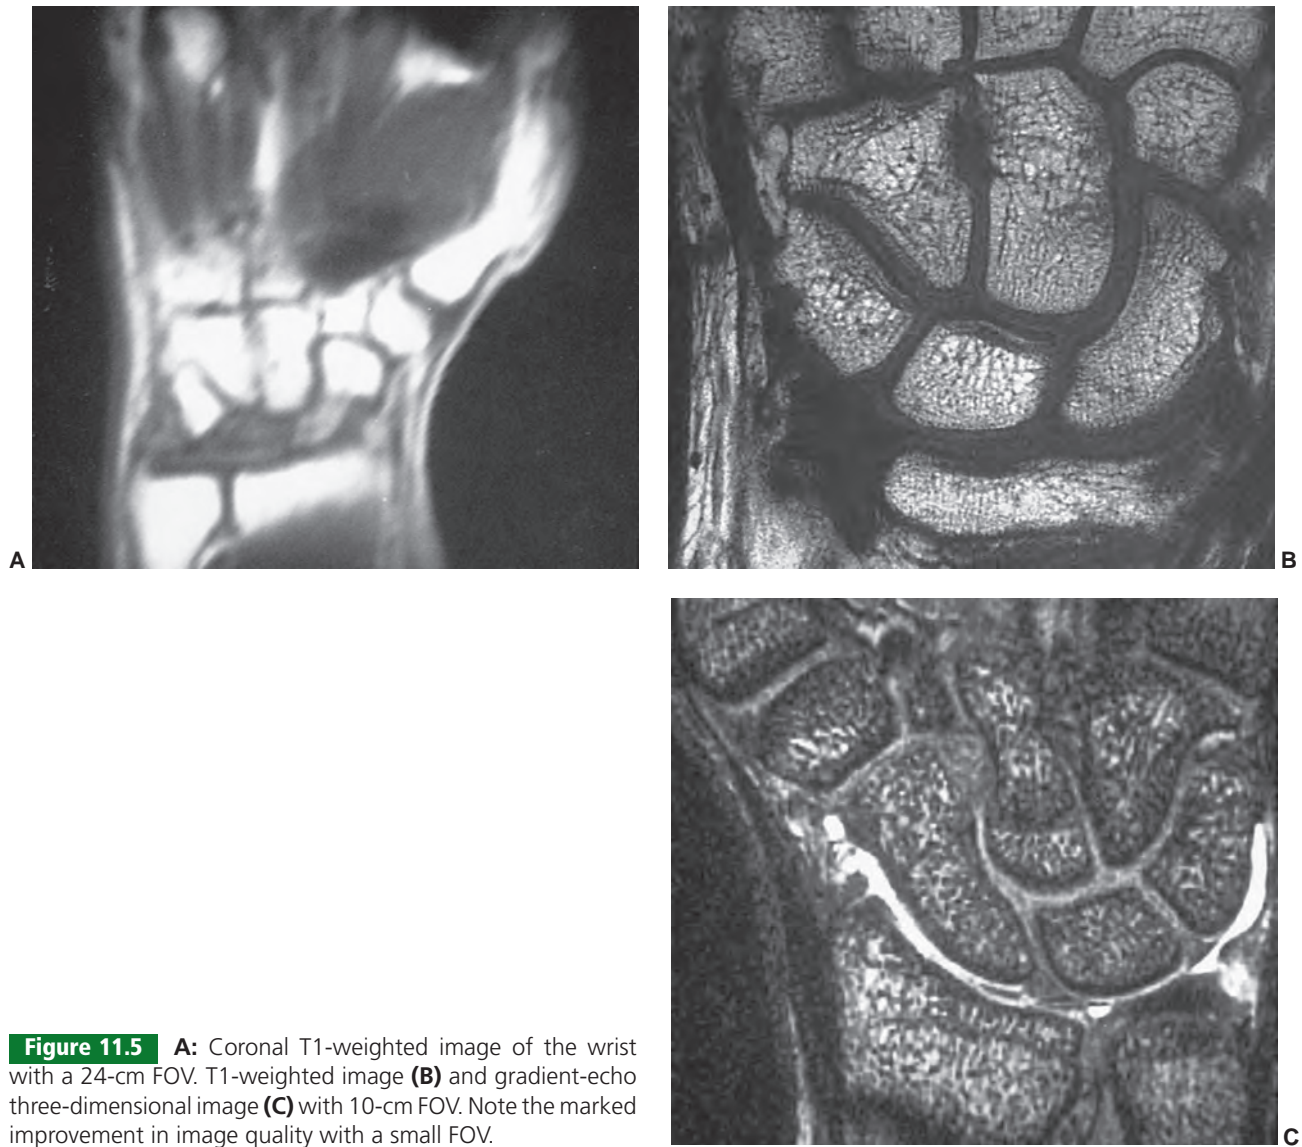 A
B
C
Figure 11.5 A: Coronal T1-weighted image of the wrist
with a 24-cm FOV. T1-weighted image (B) and gradient-echo
three-dimensional image (C) with 10-cm FOV. Note the marked
improvement in image quality with a small FOV.